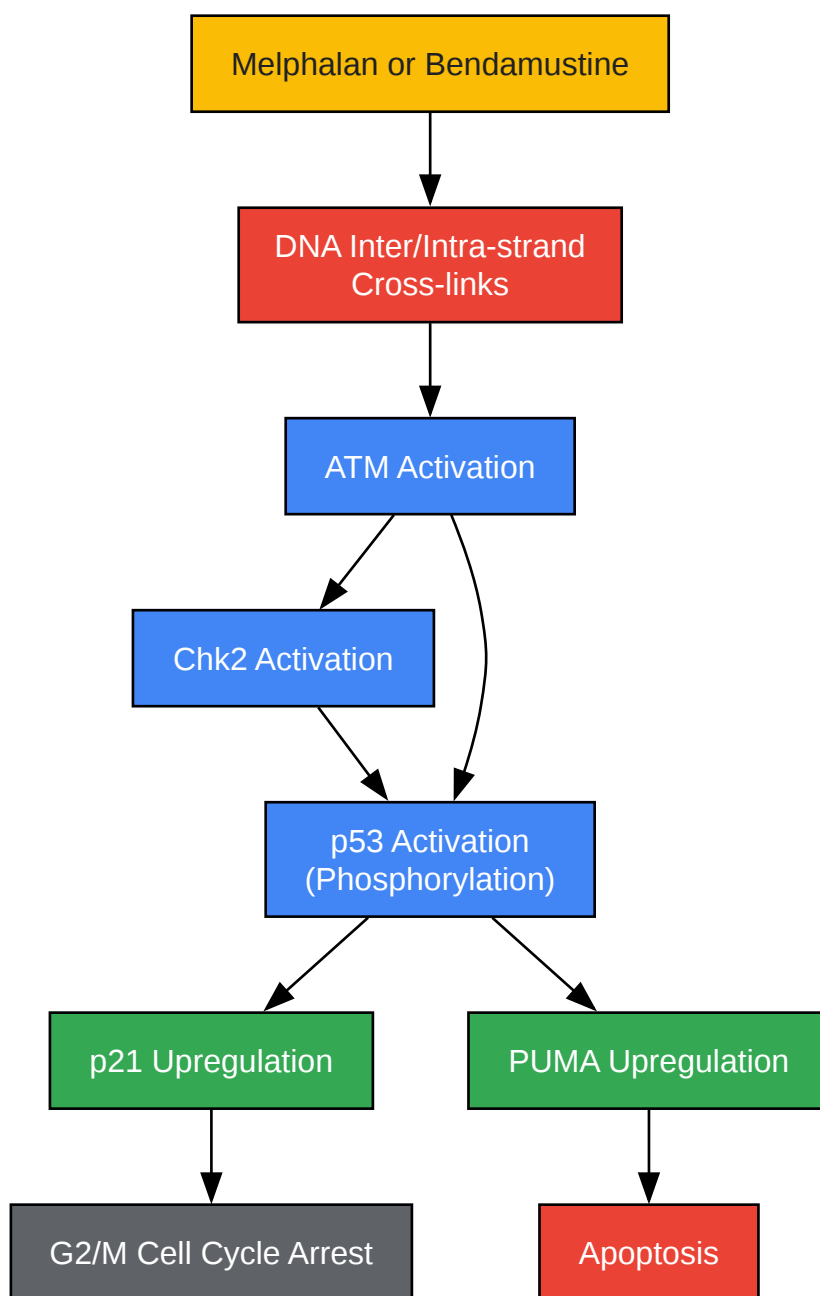 Melphalan or Bendamustine
DNA Inter/Intra-strand
Cross-links
ATM Activation
Chk2 Activation
p53 Activation
(Phosphorylation)
p21 Upregulation
PUMA Upregulation
G2/M Cell Cycle Arrest
Apoptosis